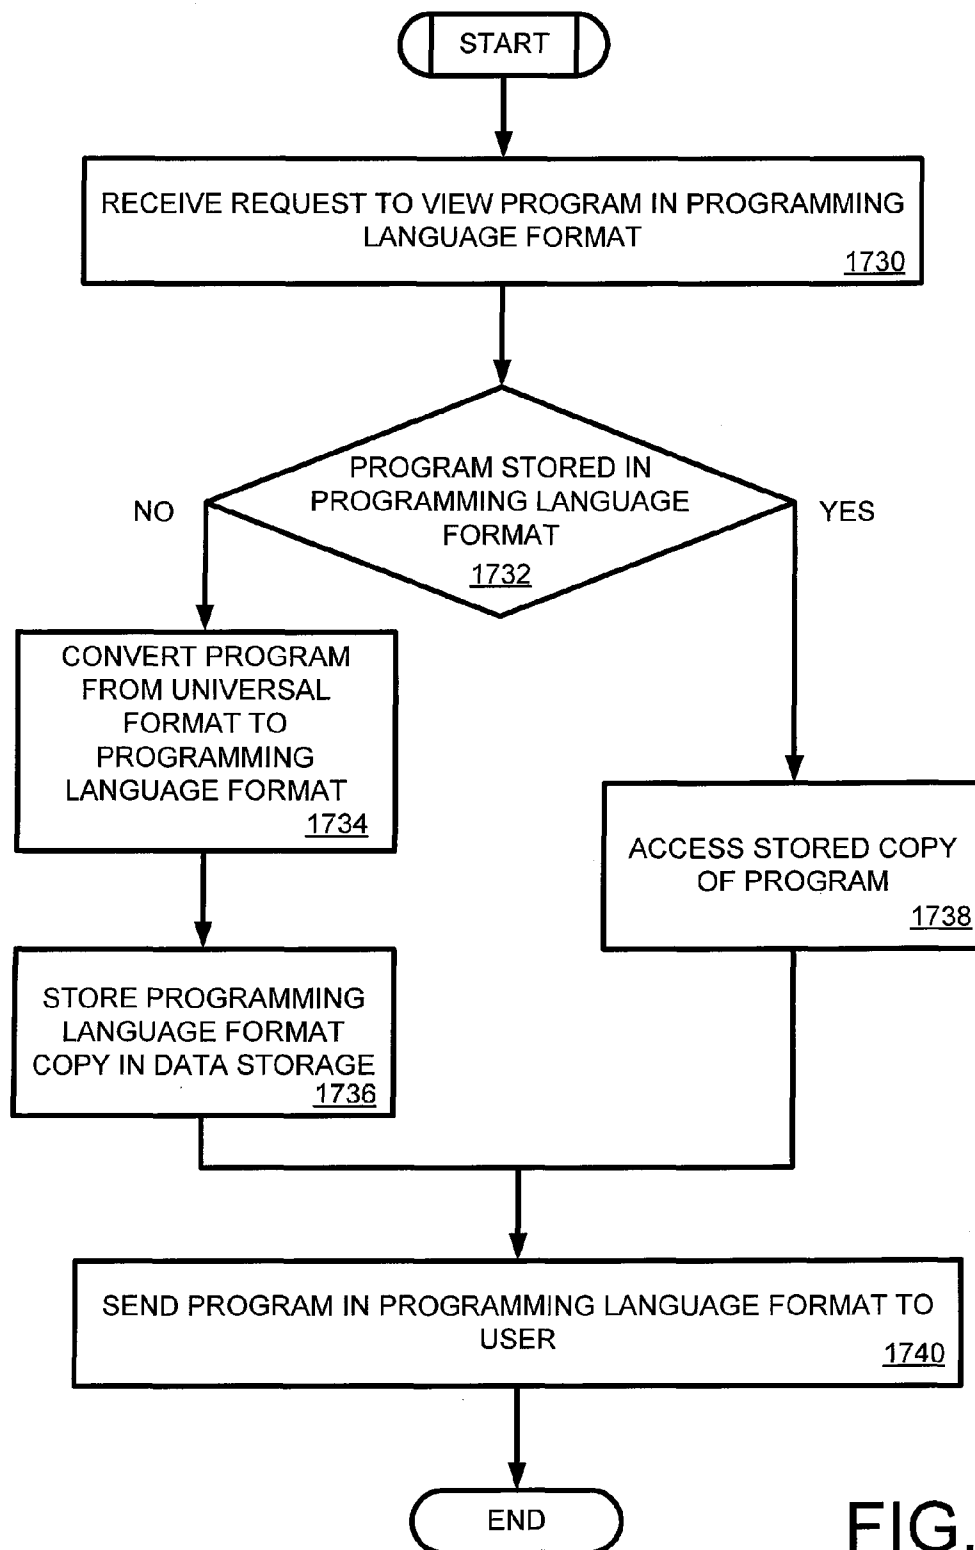 START
RECEIVE REQUEST TO VIEW PROGRAM IN PROGRAMMING
LANGUAGE FORMAT
1730
PROGRAM STORED IN
PROGRAMMING LANGUAGE
FORMAT
1732
NO
YES
CONVERT PROGRAM
FROM UNIVERSAL
FORMAT TO
PROGRAMMING
LANGUAGE FORMAT
1734
ACCESS STORED COPY
OF PROGRAM
1738
STORE PROGRAMMING
LANGUAGE FORMAT
COPY IN DATA STORAGE
1736
SEND PROGRAM IN PROGRAMMING LANGUAGE FORMAT TO
USER
1740
END
FIG.